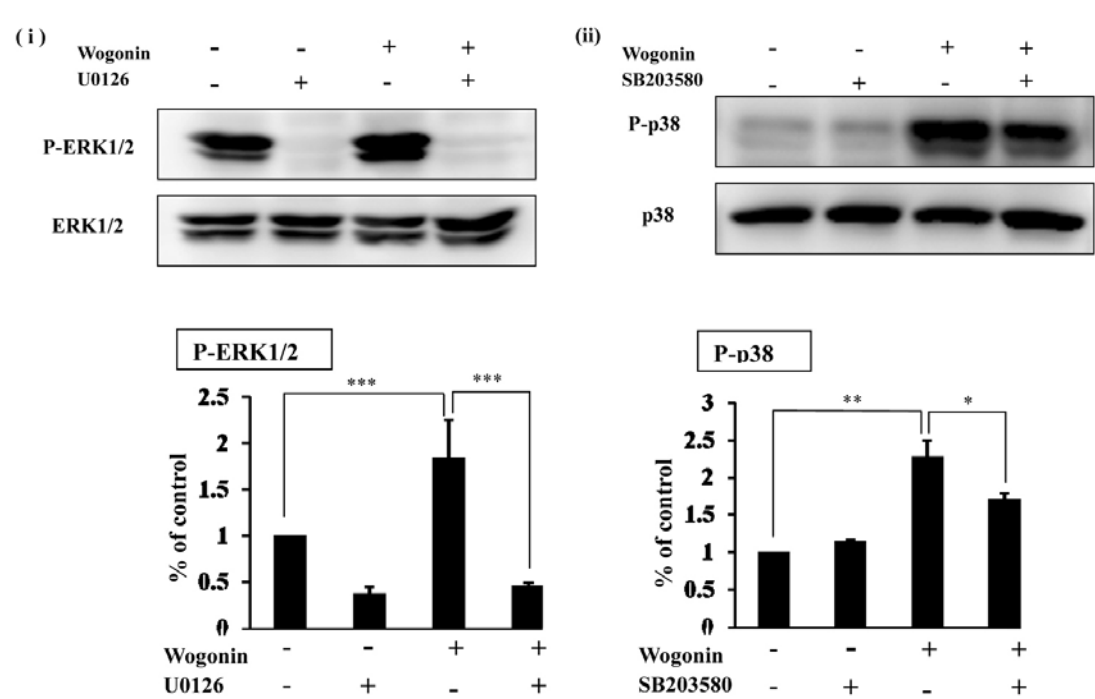 (i)
Wogonin - - + +
U0126 - + - +
P-ERK1/2
ERK1/2
P-ERK1/2
*** ***
2.5
2
1.5
1
0.5
0
% of control
Wogonin - - + +
U0126 - + - +
(ii)
Wogonin - - + +
SB203580 - + - +
P-p38
p38
P-p38
** *
3
2.5
2
1.5
1
0.5
0
% of control
Wogonin - - + +
SB203580 - + - +